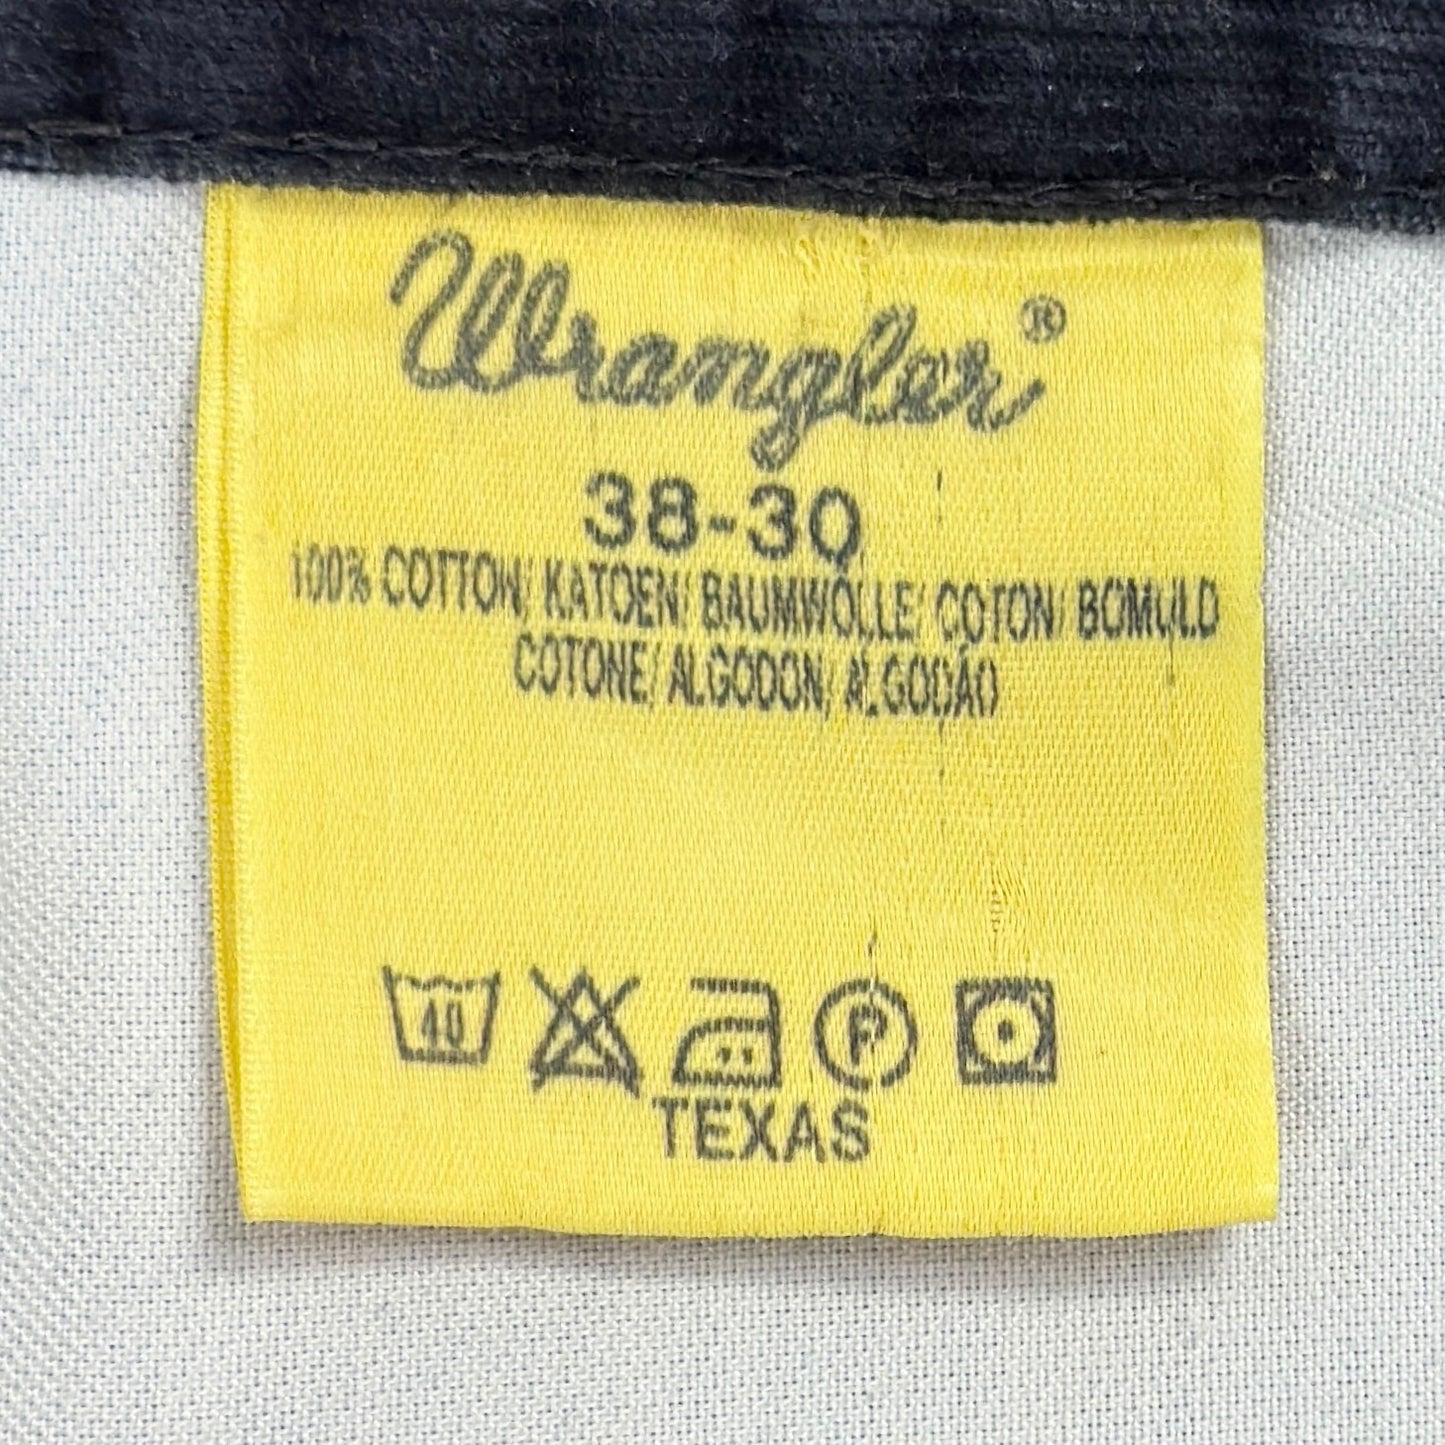 Wrangler®
38-30
100% COTTON/ KATOEN/ BAUMWOLLE/ COTON/ BOMULD
COTONE/ ALGODON/ ALGODÃO
40 P
TEXAS